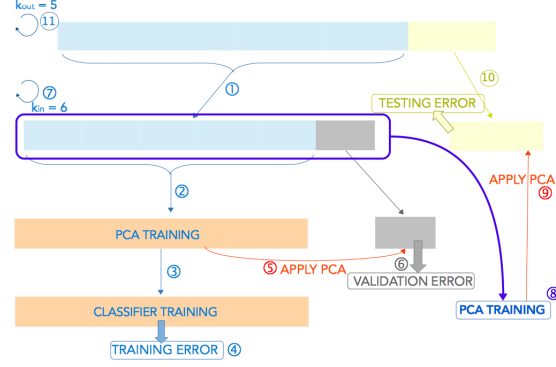 kout = 5
⑪
①
⑦
kin = 6
⑩
TESTING ERROR
②
APPLY PCA
⑨
PCA TRAINING
⑤ APPLY PCA
⑥
VALIDATION ERROR
③
⑧
CLASSIFIER TRAINING
PCA TRAINING
TRAINING ERROR ④